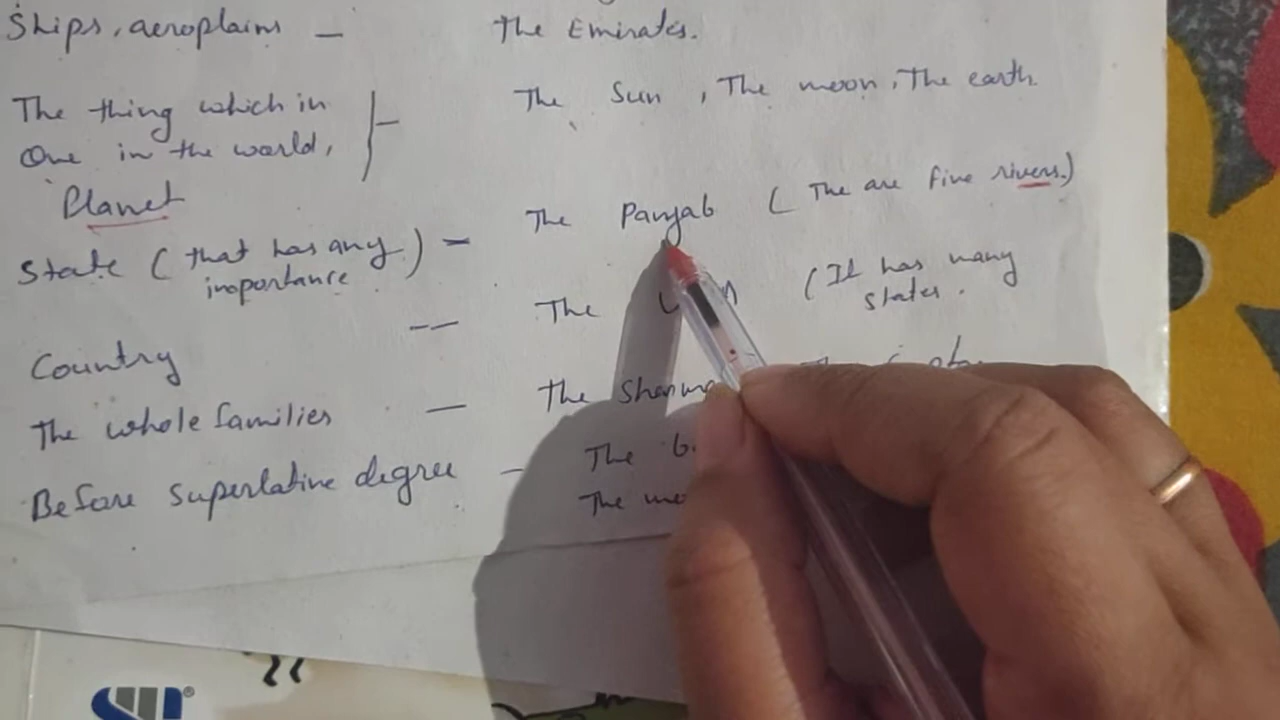 Ships, aeroplains — The Emirates.
The thing which in — The Sun, The moon, The earth
One in the world,
Planet
State (that has any importance) — The Panjab (The are five rivers.)
Country -- The (It has many states.
The whole families — The Sharma
Before superlative degree — The
The